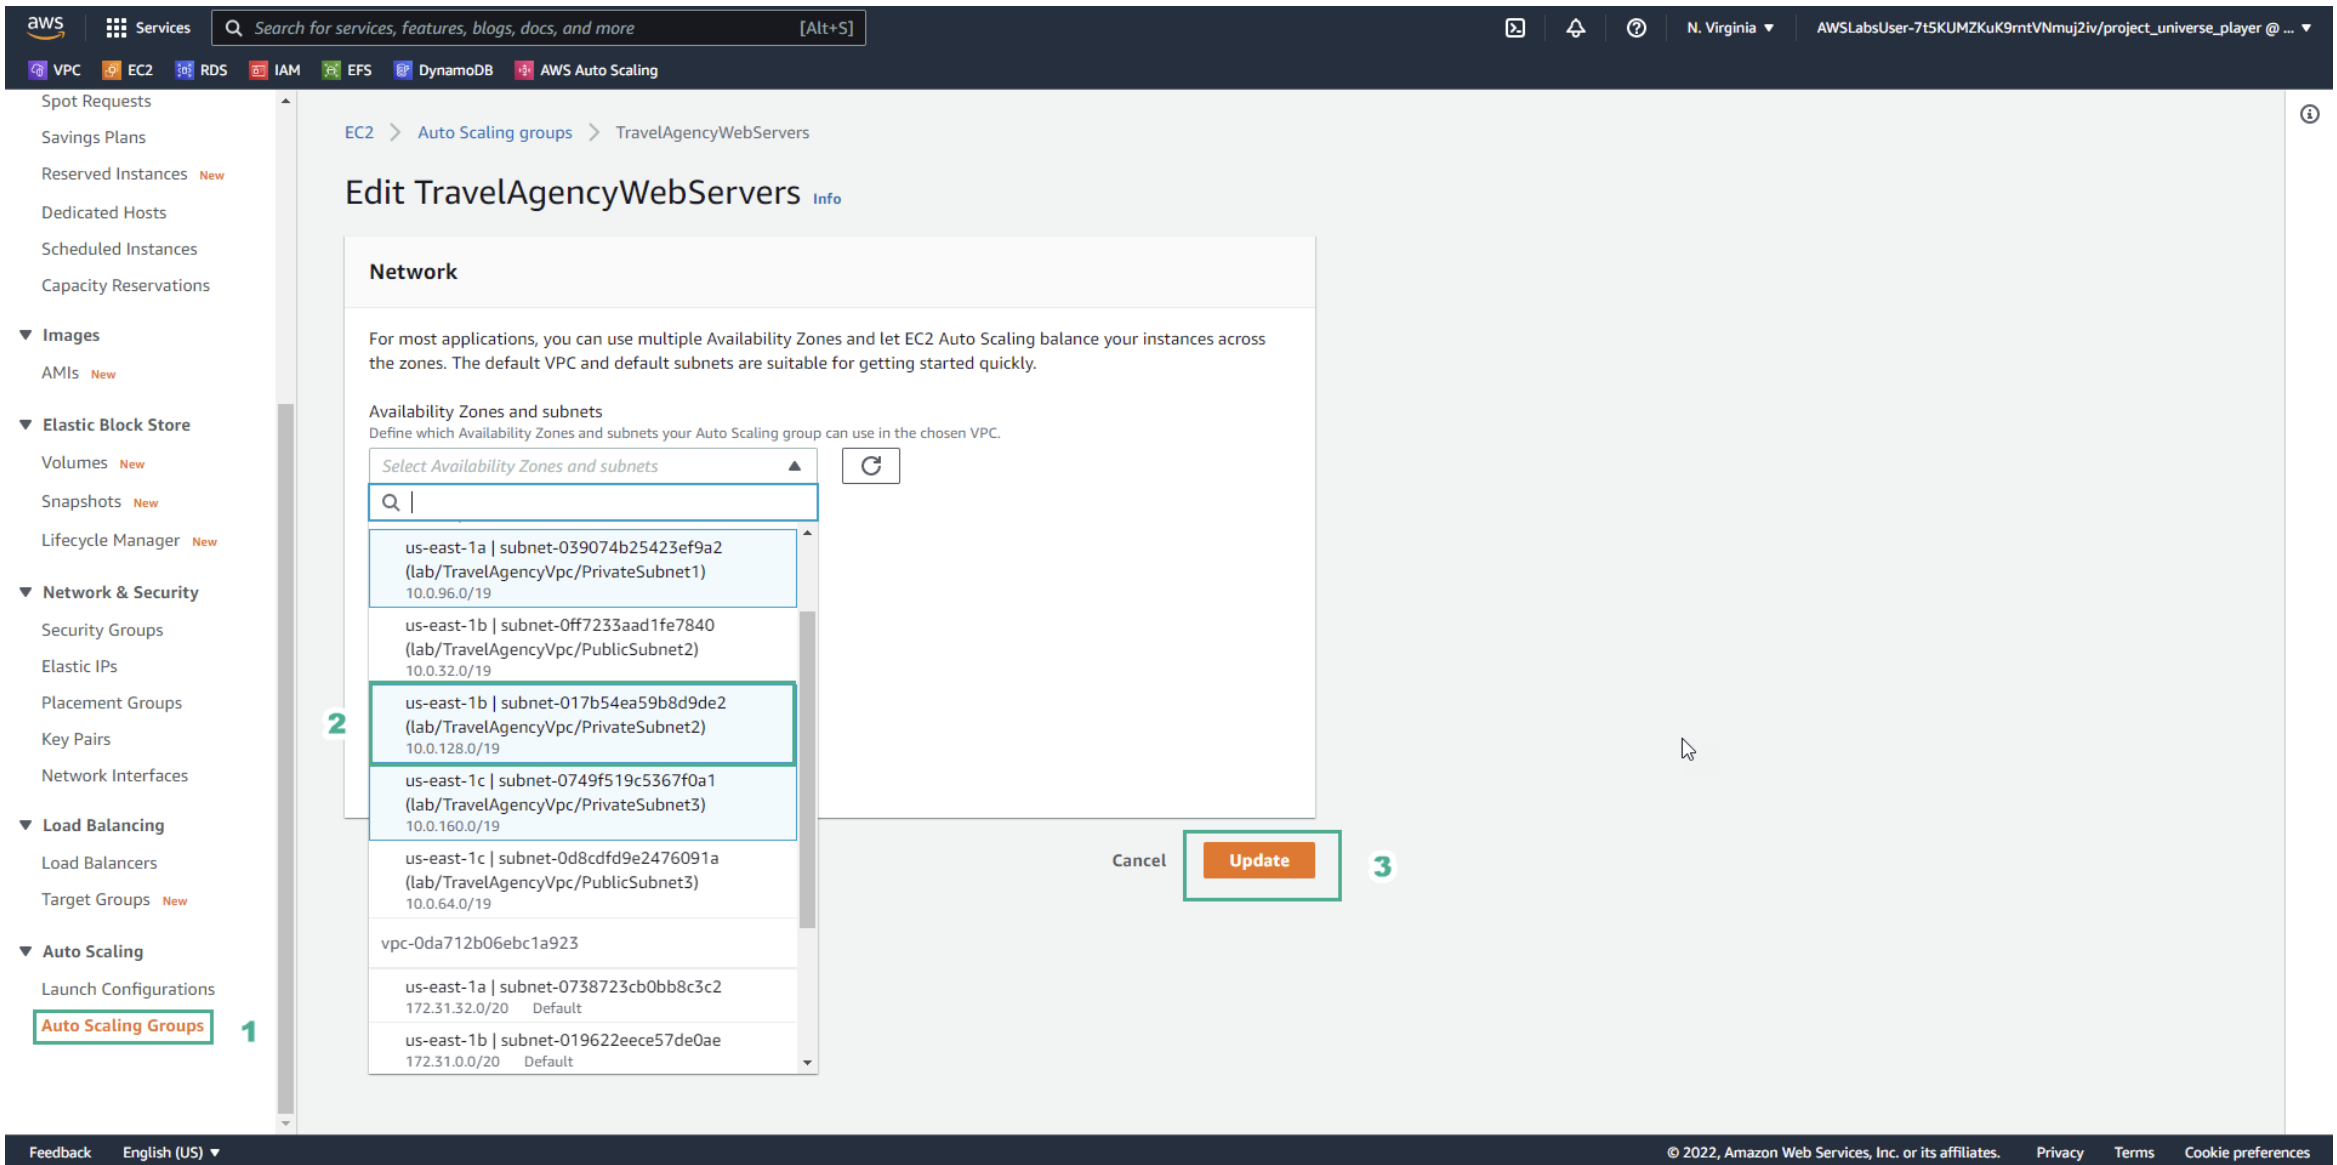 aws
Services
Search for services, features, blogs, docs, and more [Alt+S]
N. Virginia ▼
AWSLabsUser-7t5KUMZKuK9rntVNmuj2iv/project_universe_player @ ... ▼
VPC EC2 RDS IAM EFS DynamoDB AWS Auto Scaling
Spot Requests
Savings Plans
Reserved Instances New
Dedicated Hosts
Scheduled Instances
Capacity Reservations
Images
AMIs New
Elastic Block Store
Volumes New
Snapshots New
Lifecycle Manager New
Network & Security
Security Groups
Elastic IPs
Placement Groups
Key Pairs
Network Interfaces
Load Balancing
Load Balancers
Target Groups New
Auto Scaling
Launch Configurations
Auto Scaling Groups 1
EC2 > Auto Scaling groups > TravelAgencyWebServers
Edit TravelAgencyWebServers Info
Network
For most applications, you can use multiple Availability Zones and let EC2 Auto Scaling balance your instances across
the zones. The default VPC and default subnets are suitable for getting started quickly.
Availability Zones and subnets
Define which Availability Zones and subnets your Auto Scaling group can use in the chosen VPC.
Select Availability Zones and subnets
us-east-1a | subnet-039074b25423ef9a2
(lab/TravelAgencyVpc/PrivateSubnet1)
10.0.96.0/19
us-east-1b | subnet-0ff7233aad1fe7840
(lab/TravelAgencyVpc/PublicSubnet2)
10.0.32.0/19
2
us-east-1b | subnet-017b54ea59b8d9de2
(lab/TravelAgencyVpc/PrivateSubnet2)
10.0.128.0/19
us-east-1c | subnet-0749f519c5367f0a1
(lab/TravelAgencyVpc/PrivateSubnet3)
10.0.160.0/19
us-east-1c | subnet-0d8cdfd9e2476091a
(lab/TravelAgencyVpc/PublicSubnet3)
10.0.64.0/19
vpc-0da712b06ebc1a923
us-east-1a | subnet-0738723cb0bb8c3c2
172.31.32.0/20 Default
us-east-1b | subnet-019622eece57de0ae
172.31.0.0/20 Default
Cancel Update 3
Feedback English (US) ▼
© 2022, Amazon Web Services, Inc. or its affiliates. Privacy Terms Cookie preferences